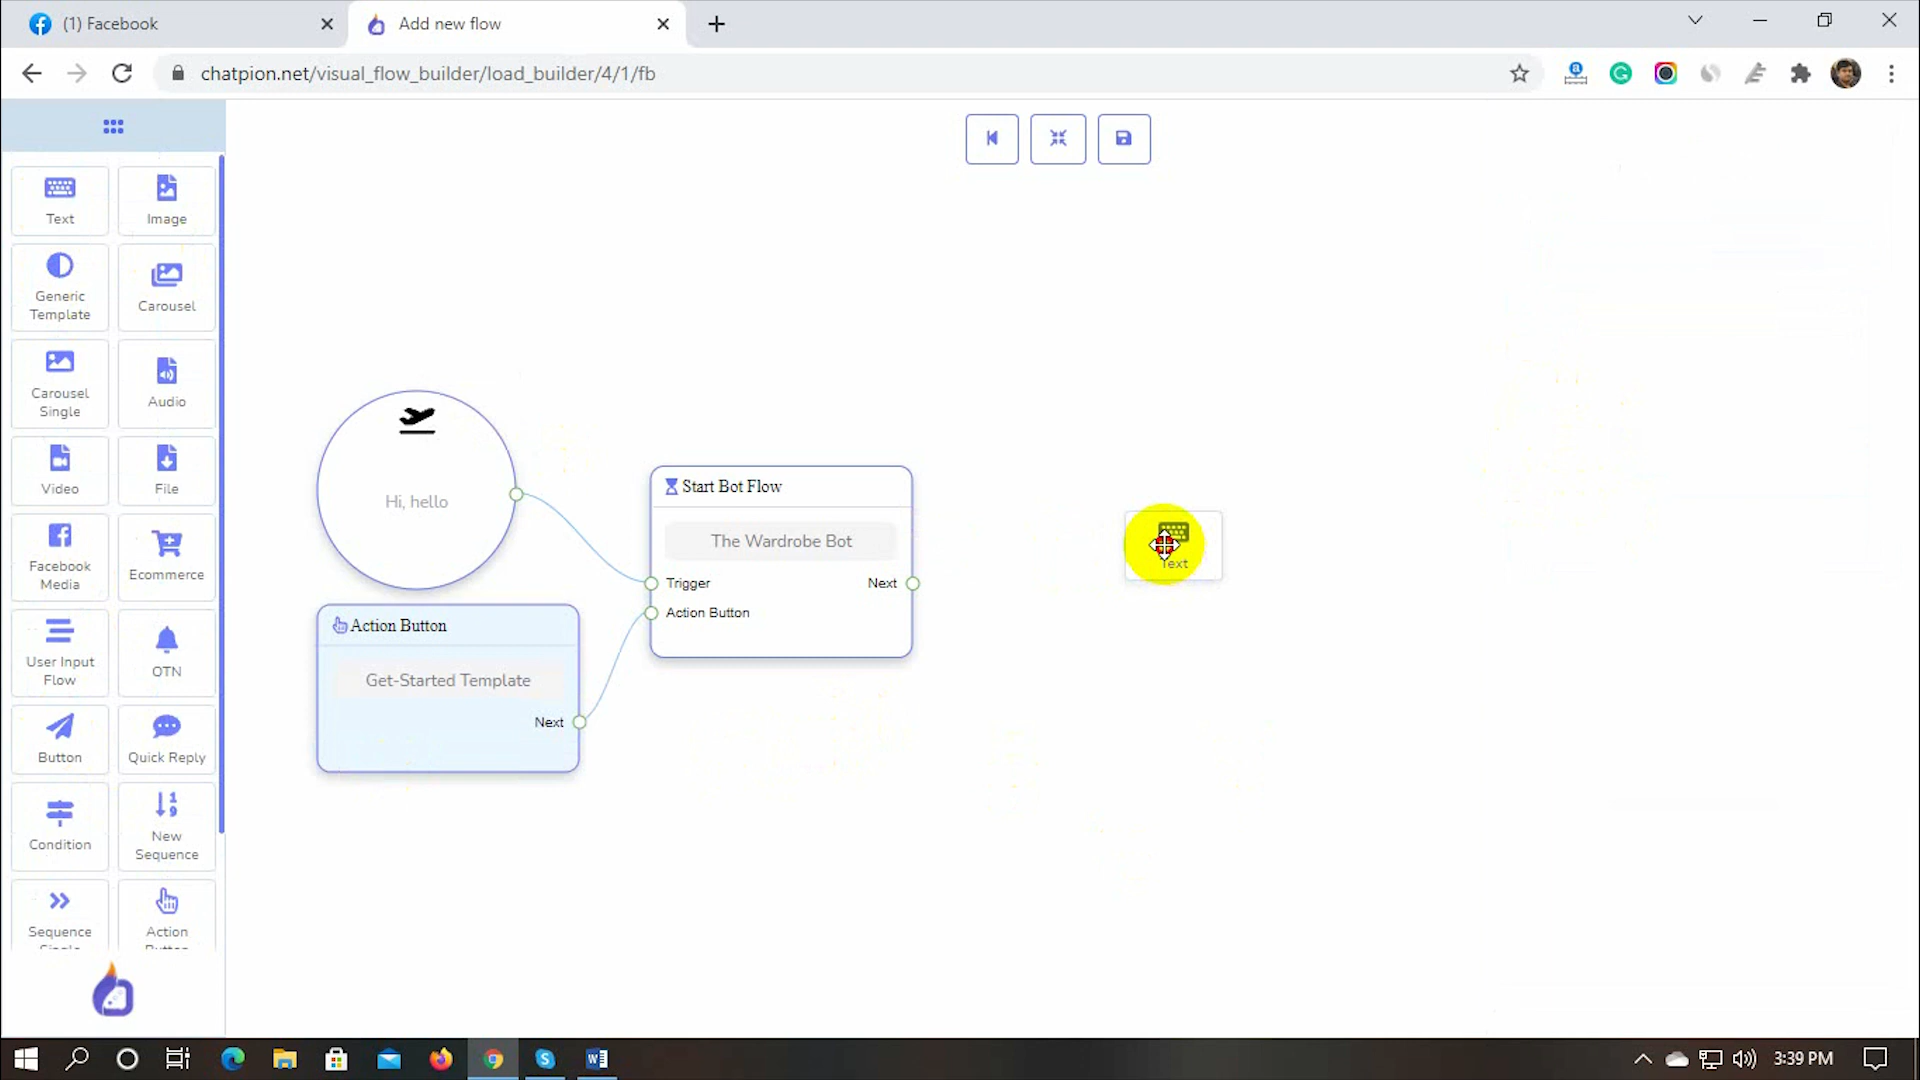 (1) Facebook
Add new flow
chatpion.net/visual_flow_builder/load_builder/4/1/fb
Text
Image
Generic
Template
Carousel
Carousel
Single
Audio
Video
File
Facebook
Media
Ecommerce
User Input
Flow
OTN
Button
Quick Reply
Condition
New
Sequence
Sequence
Single
Action
Button
Hi, hello
Action Button
Get-Started Template
Next
Start Bot Flow
The Wardrobe Bot
Trigger
Next
Action Button
Text
3:39 PM